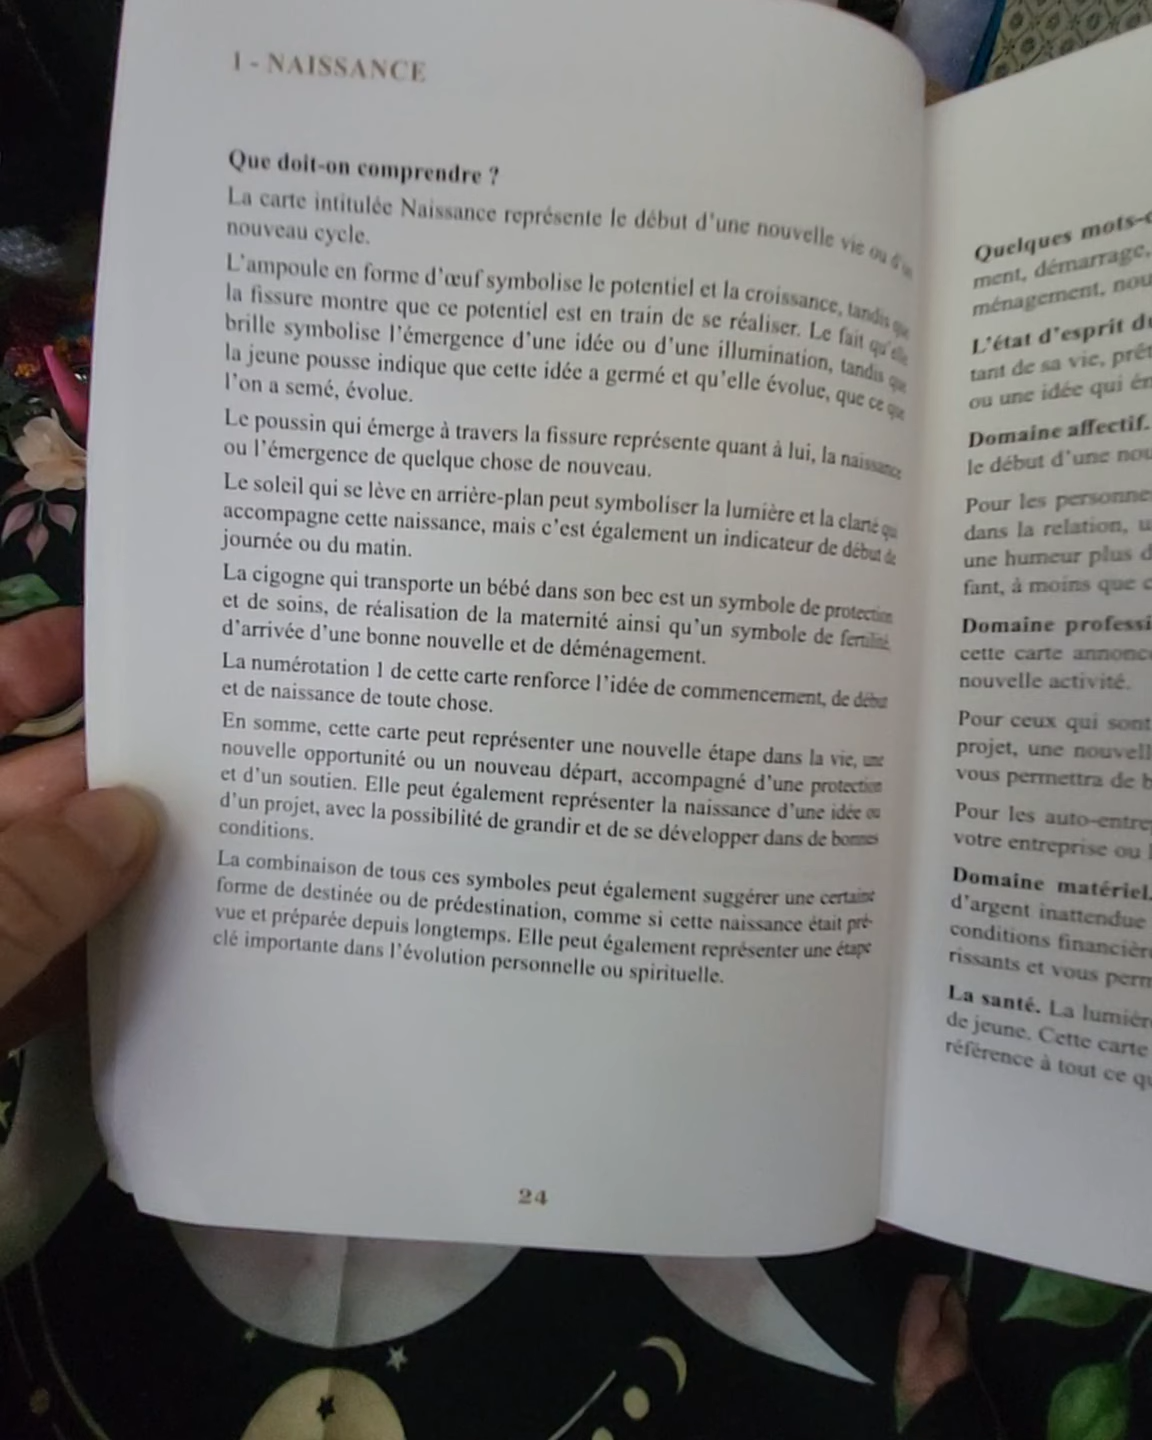 1 - NAISSANCE
Que doit-on comprendre ?
La carte intitulée Naissance représente le début d’une nouvelle vie ou d’un
nouveau cycle.
L’ampoule en forme d’œuf symbolise le potentiel et la croissance, tandis que
la fissure montre que ce potentiel est en train de se réaliser. Le fait qu’elle
brille symbolise l’émergence d’une idée ou d’une illumination, tandis que
la jeune pousse indique que cette idée a germé et qu’elle évolue, que ce que
l’on a semé, évolue.
Le poussin qui émerge à travers la fissure représente quant à lui, la naissance
ou l’émergence de quelque chose de nouveau.
Le soleil qui se lève en arrière-plan peut symboliser la lumière et la clarté qui
accompagne cette naissance, mais c’est également un indicateur de début de
journée ou du matin.
La cigogne qui transporte un bébé dans son bec est un symbole de protection
et de soins, de réalisation de la maternité ainsi qu’un symbole de fertilité,
d’arrivée d’une bonne nouvelle et de déménagement.
La numérotation 1 de cette carte renforce l’idée de commencement, de début
et de naissance de toute chose.
En somme, cette carte peut représenter une nouvelle étape dans la vie, une
nouvelle opportunité ou un nouveau départ, accompagné d’une protection
et d’un soutien. Elle peut également représenter la naissance d’une idée ou
d’un projet, avec la possibilité de grandir et de se développer dans de bonnes
conditions.
La combinaison de tous ces symboles peut également suggérer une certaine
forme de destinée ou de prédestination, comme si cette naissance était pré-
vue et préparée depuis longtemps. Elle peut également représenter une étape
clé importante dans l’évolution personnelle ou spirituelle.
24
Quelques mots-
ment, démarrage,
ménagement, nou
L’état d’esprit du
tant de sa vie, prêt
ou une idée qui ém
Domaine affectif.
le début d’une nou
Pour les personnes
dans la relation, u
une humeur plus d
fant, à moins que c
Domaine professi
cette carte annonce
nouvelle activité.
Pour ceux qui sont
projet, une nouvell
vous permettra de b
Pour les auto-entrep
votre entreprise ou
Domaine matériel.
d’argent inattendue
conditions financière
rissants et vous perm
La santé. La lumière
de jeune. Cette carte
référence à tout ce qu